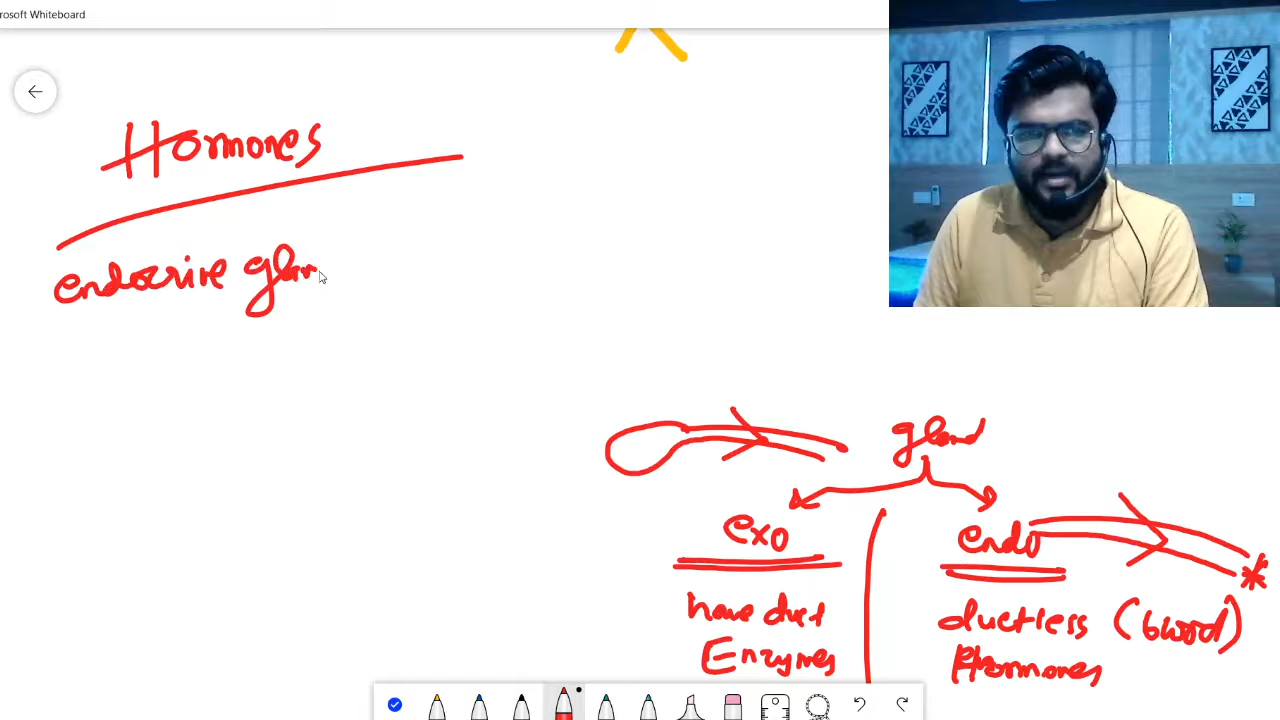 rosoft Whiteboard
Hormones
endocrine glan
gland
exo
endo
have duct
Enzymes
ductless (blood)
Hormones